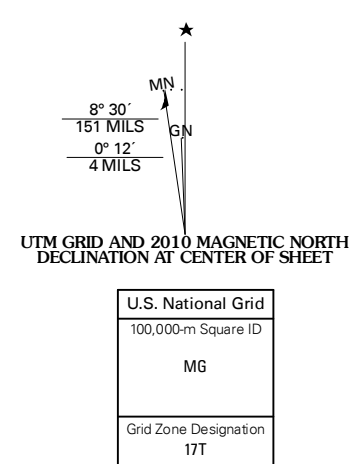 ★
MN
8° 30´
151 MILS
GN
0° 12´
4 MILS
UTM GRID AND 2010 MAGNETIC NORTH
DECLINATION AT CENTER OF SHEET
U.S. National Grid
100,000-m Square ID
MG
Grid Zone Designation
17T